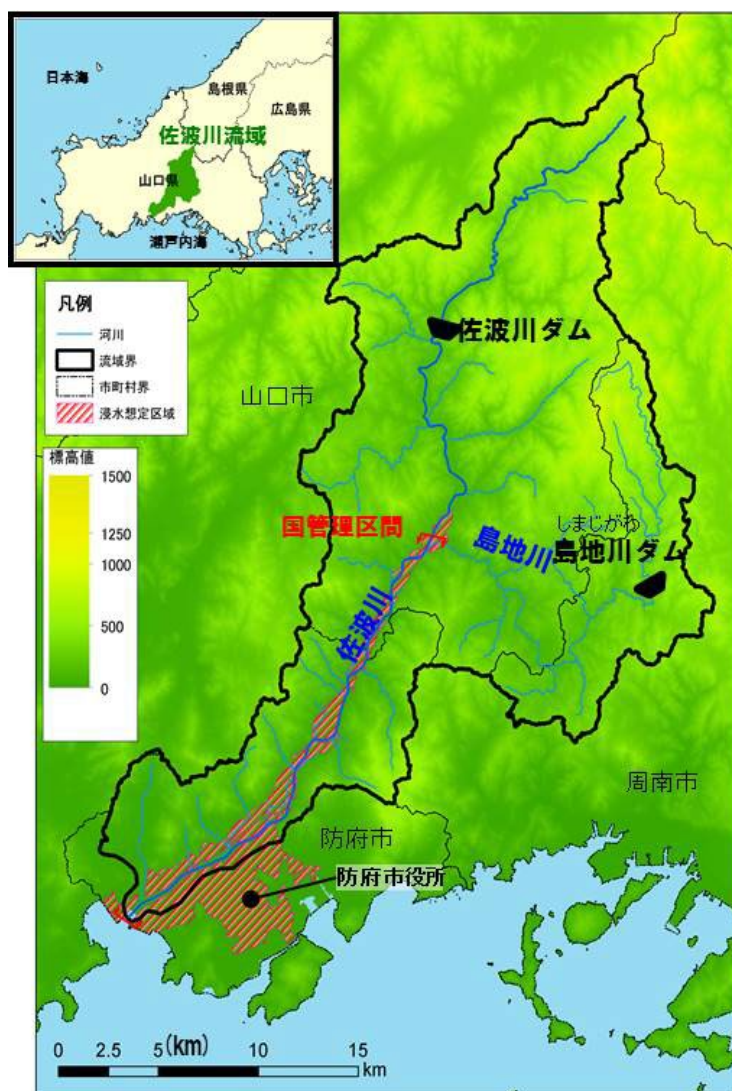 日本海
島根県
広島県
佐波川流域
山口県
瀬戸内海
凡例
河川
流域界
市町村界
浸水想定区域
標高値
1500
1250
1000
500
0
佐波川ダム
山口市
国管理区間
しまじがわ
島地川
島地川ダム
佐波川
周南市
防府市
防府市役所
(km)
0 2.5 5 10 15
km